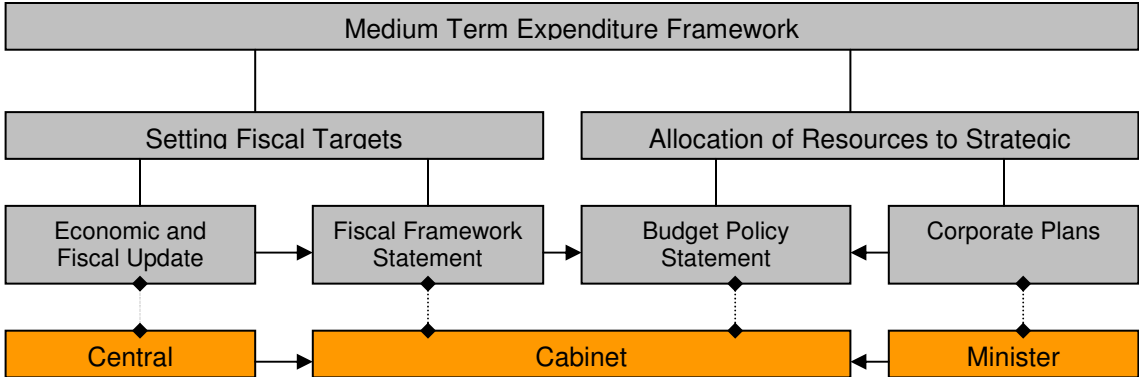 Medium Term Expenditure Framework
Setting Fiscal Targets
Allocation of Resources to Strategic
Economic and
Fiscal Update
Fiscal Framework
Statement
Budget Policy
Statement
Corporate Plans
Central
Cabinet
Minister